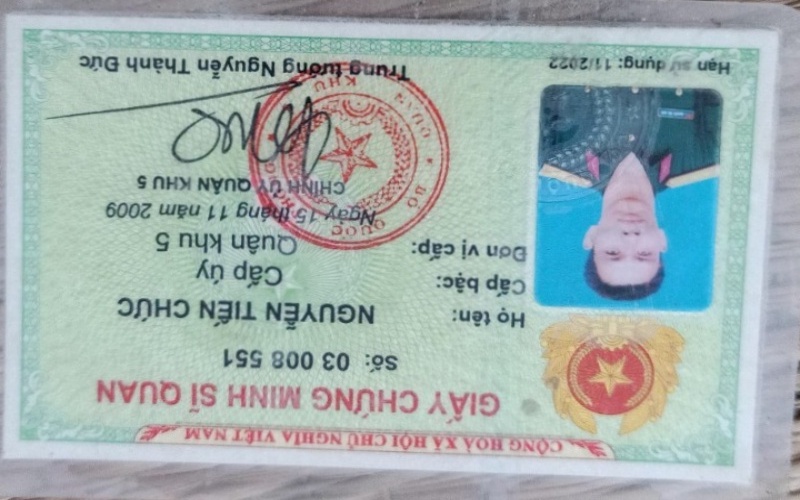 CỘNG HOÀ XÃ HỘI CHỦ NGHĨA VIỆT NAM
GIẤY CHỨNG MINH SĨ QUAN
Số: 03 008 551
Họ tên: NGUYỄN TIẾN CHỨC
Cấp bậc: Cấp úy
Đơn vị cấp: Quân khu 5
Ngày 15 tháng 11 năm 2009
CHÍNH ỦY QUÂN KHU 5
Hạn sử dụng: 11/2022
Trung tướng Nguyễn Thành Đức